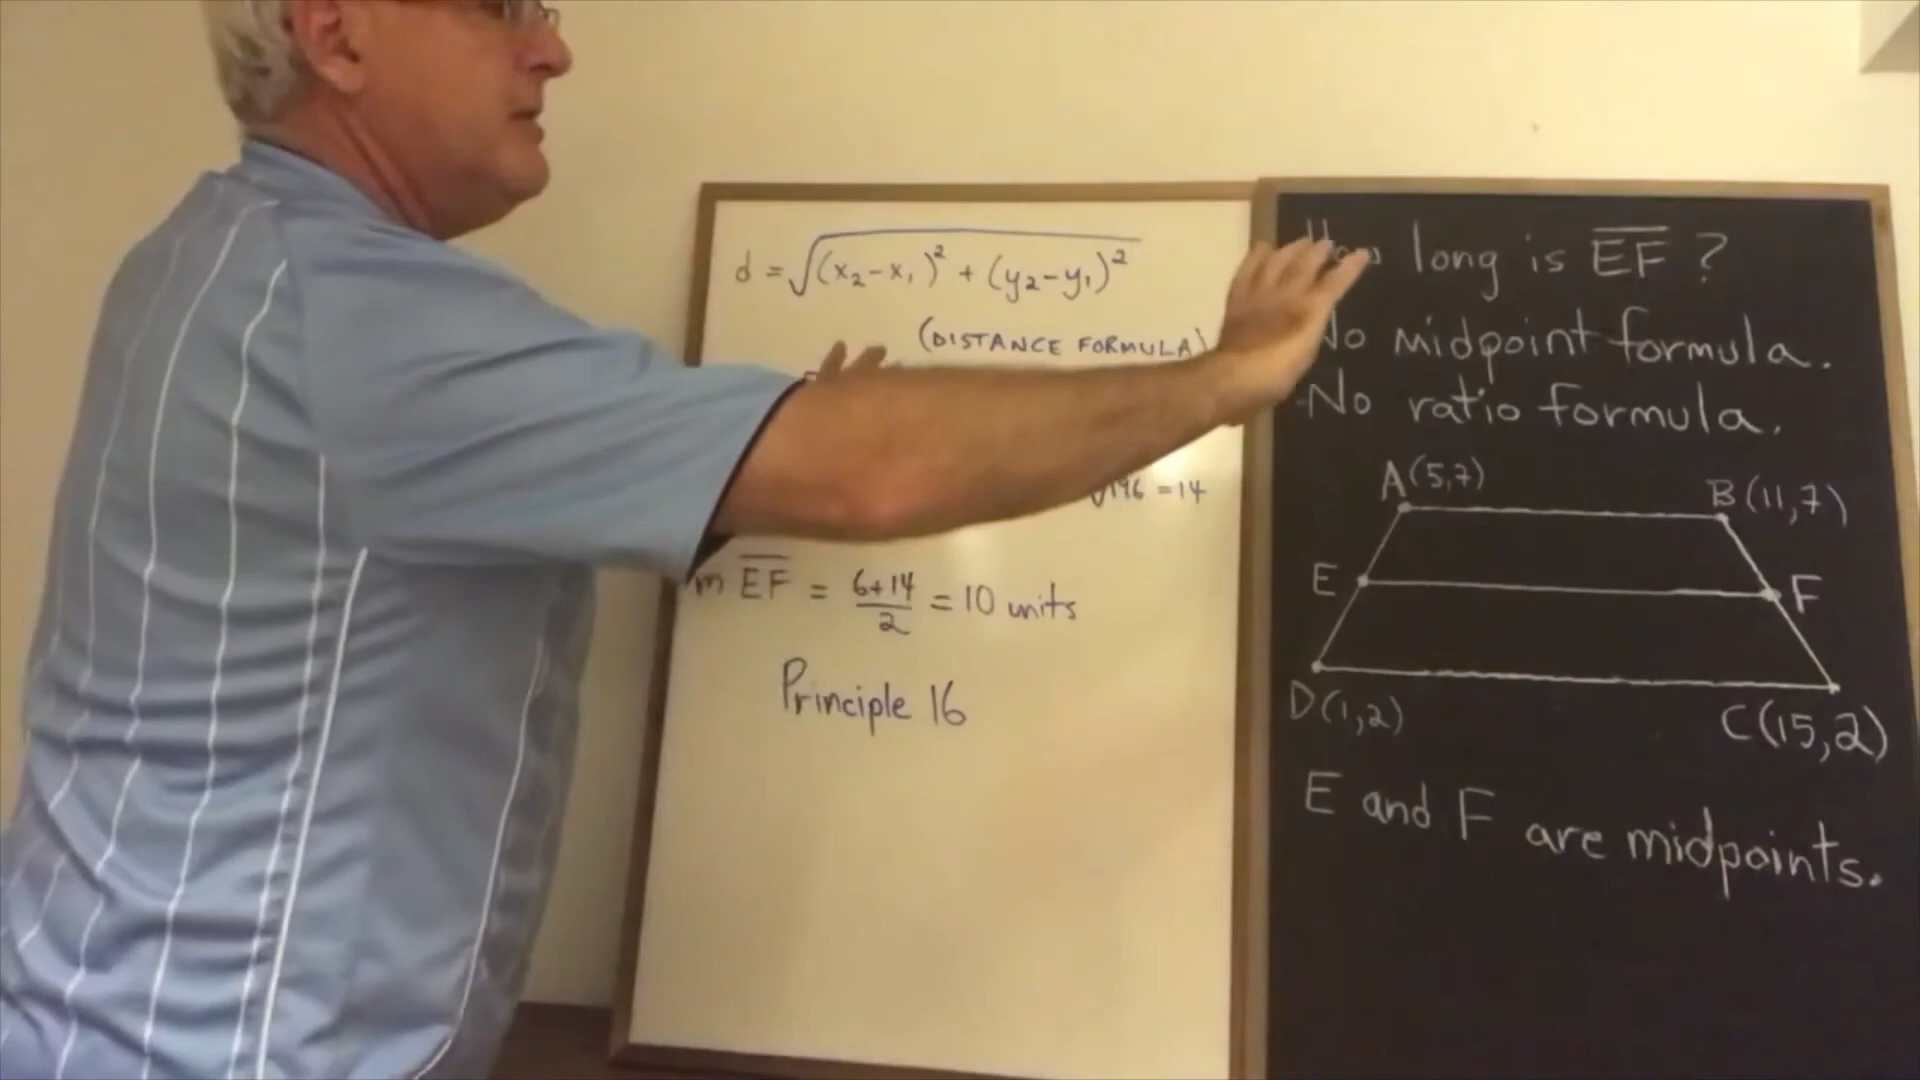 d = √(x₂-x₁)² + (y₂-y₁)²
(DISTANCE FORMULA)
√196 = 14
m EF = 6+14/2 = 10 units
Principle 16
How long is EF ?
No midpoint formula.
No ratio formula.
A(5,7)
B(11,7)
E
F
D(1,2)
C(15,2)
E and F are midpoints.